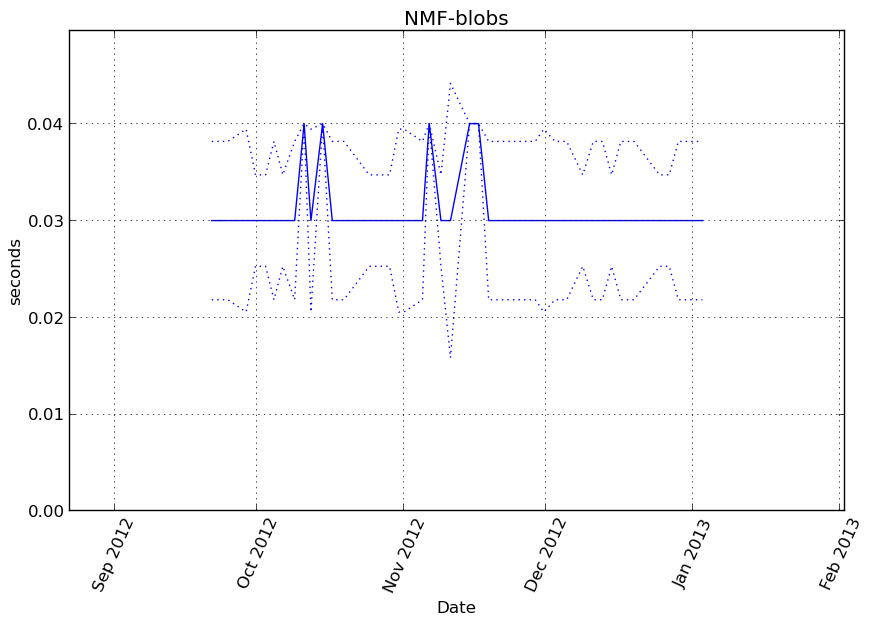 NMF-blobs
0.04
0.03
0.02
0.01
0.00
seconds
Sep 2012
Oct 2012
Nov 2012
Dec 2012
Jan 2013
Feb 2013
Date